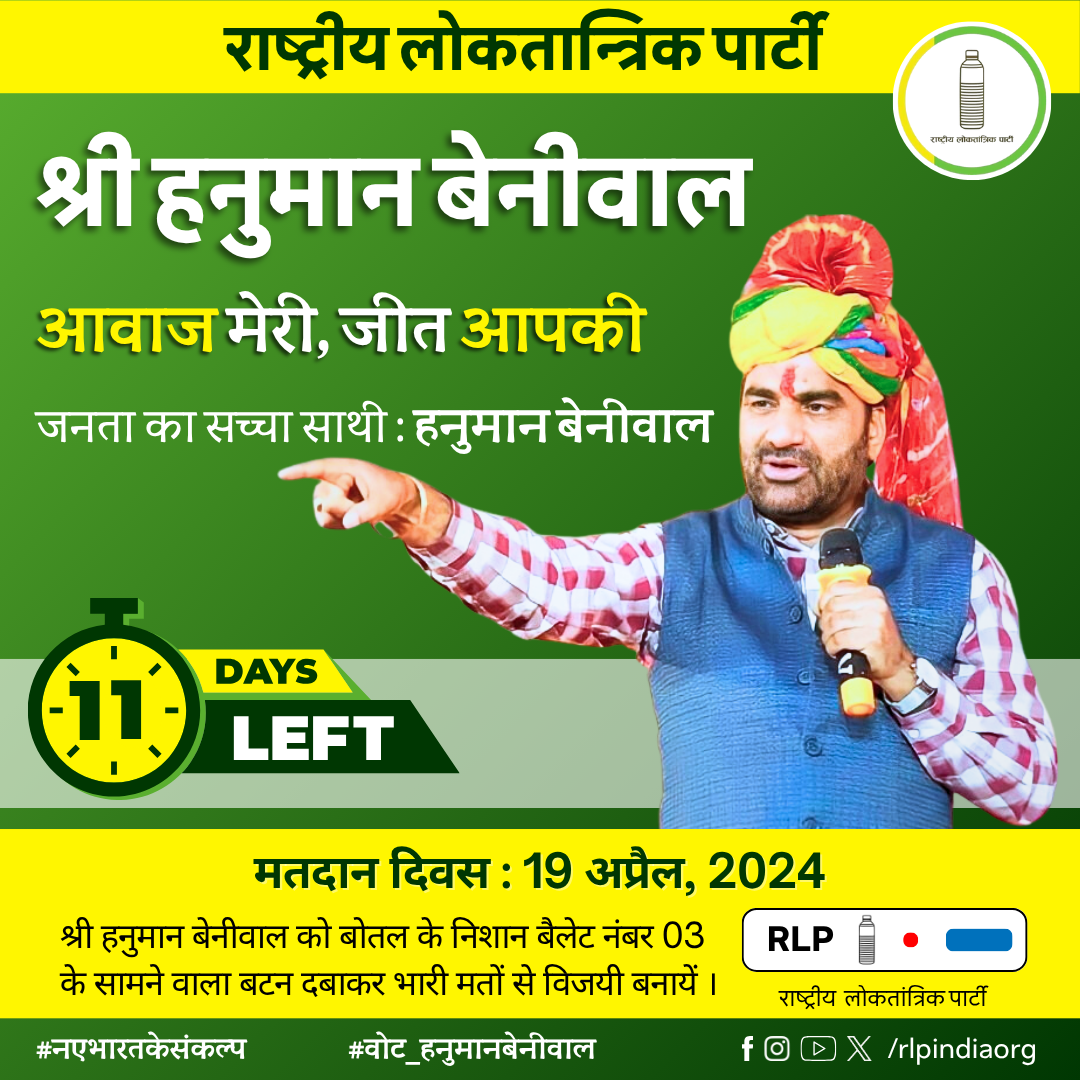 राष्ट्रीय लोकतान्त्रिक पार्टी
राष्ट्रीय लोकतांत्रिक पार्टी
श्री हनुमान बेनीवाल
आवाज मेरी, जीत आपकी
जनता का सच्चा साथी : हनुमान बेनीवाल
11
DAYS
LEFT
मतदान दिवस : 19 अप्रैल, 2024
श्री हनुमान बेनीवाल को बोतल के निशान बैलेट नंबर 03
के सामने वाला बटन दबाकर भारी मतों से विजयी बनायें ।
RLP
राष्ट्रीय लोकतांत्रिक पार्टी
#नएभारतकेसंकल्प
#वोट_हनुमानबेनीवाल
/rlpindiaorg